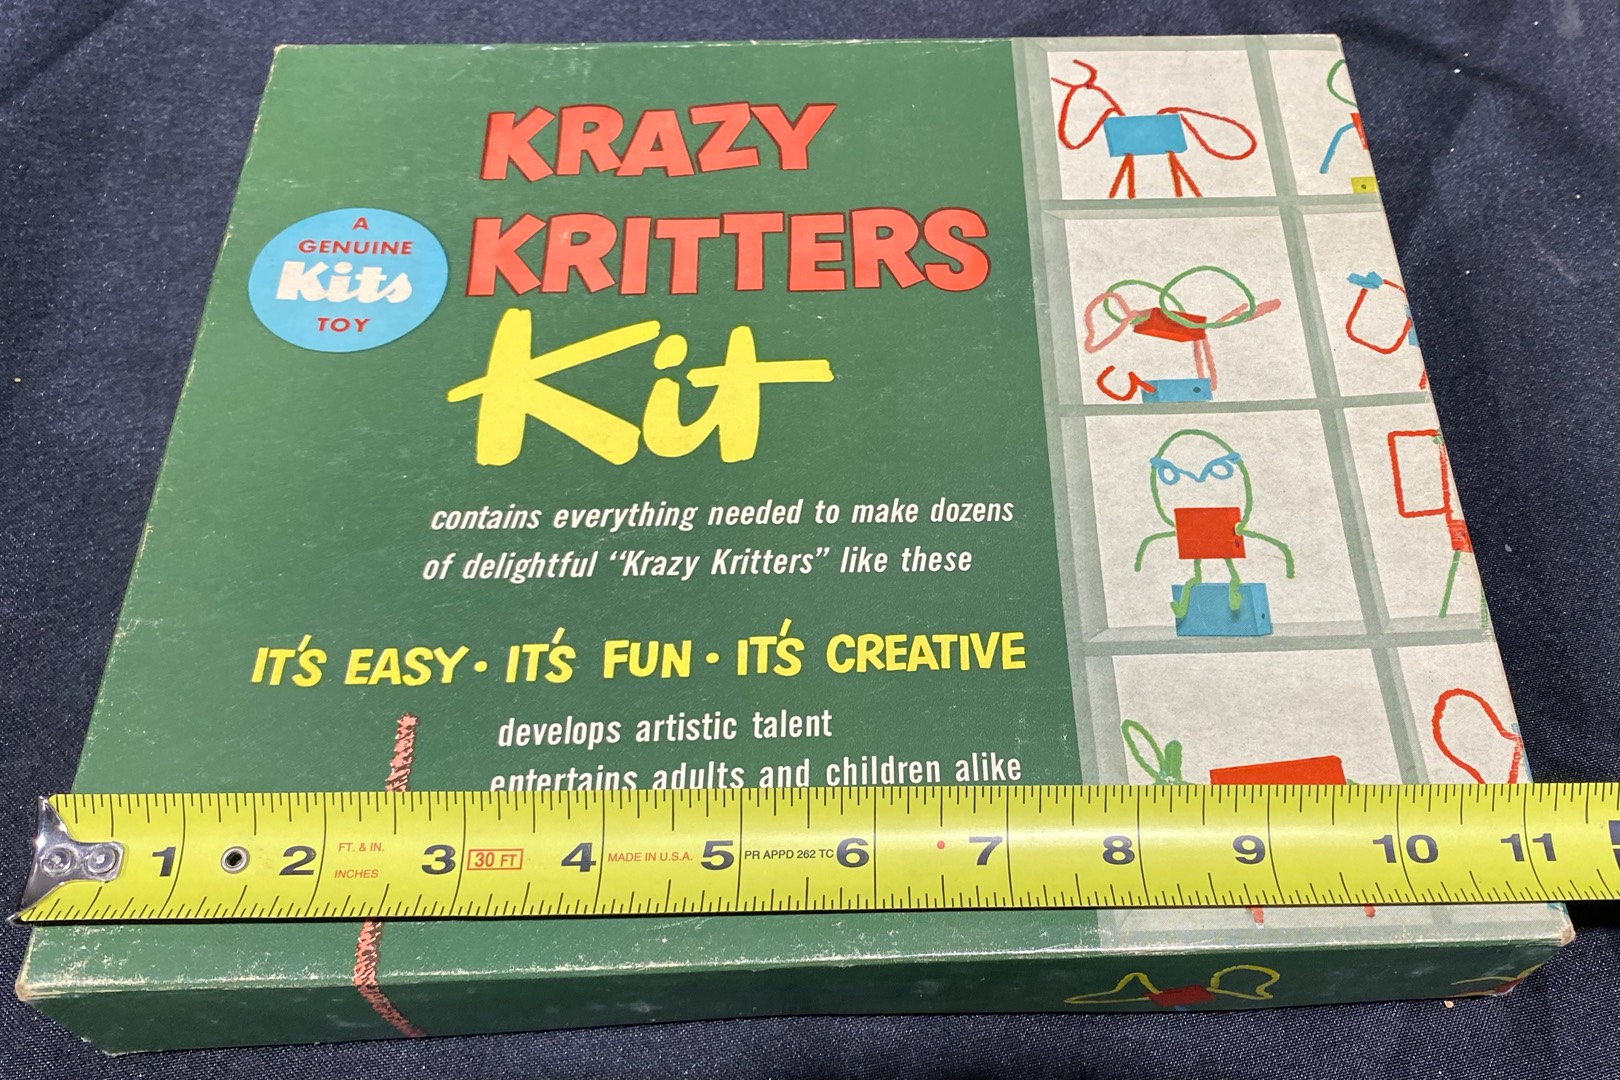 KRAZY
KRITTERS
Kit
A
GENUINE
Kits
TOY
contains everything needed to make dozens
of delightful “Krazy Kritters” like these
IT'S EASY • IT'S FUN • IT'S CREATIVE
develops artistic talent
entertains adults and children alike
1 2 FT. & IN. INCHES 3 30 FT 4 MADE IN U.S.A. 5 PR APPD 262 TC 6 7 8 9 10 11